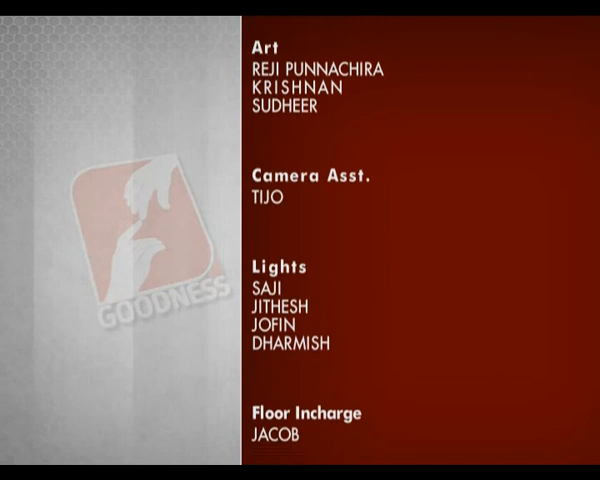 Art
REJI PUNNACHIRA
KRISHNAN
SUDHEER
Camera Asst.
TIJO
Lights
SAJI
JITHESH
JOFIN
DHARMISH
Floor Incharge
JACOB
GOODNESS